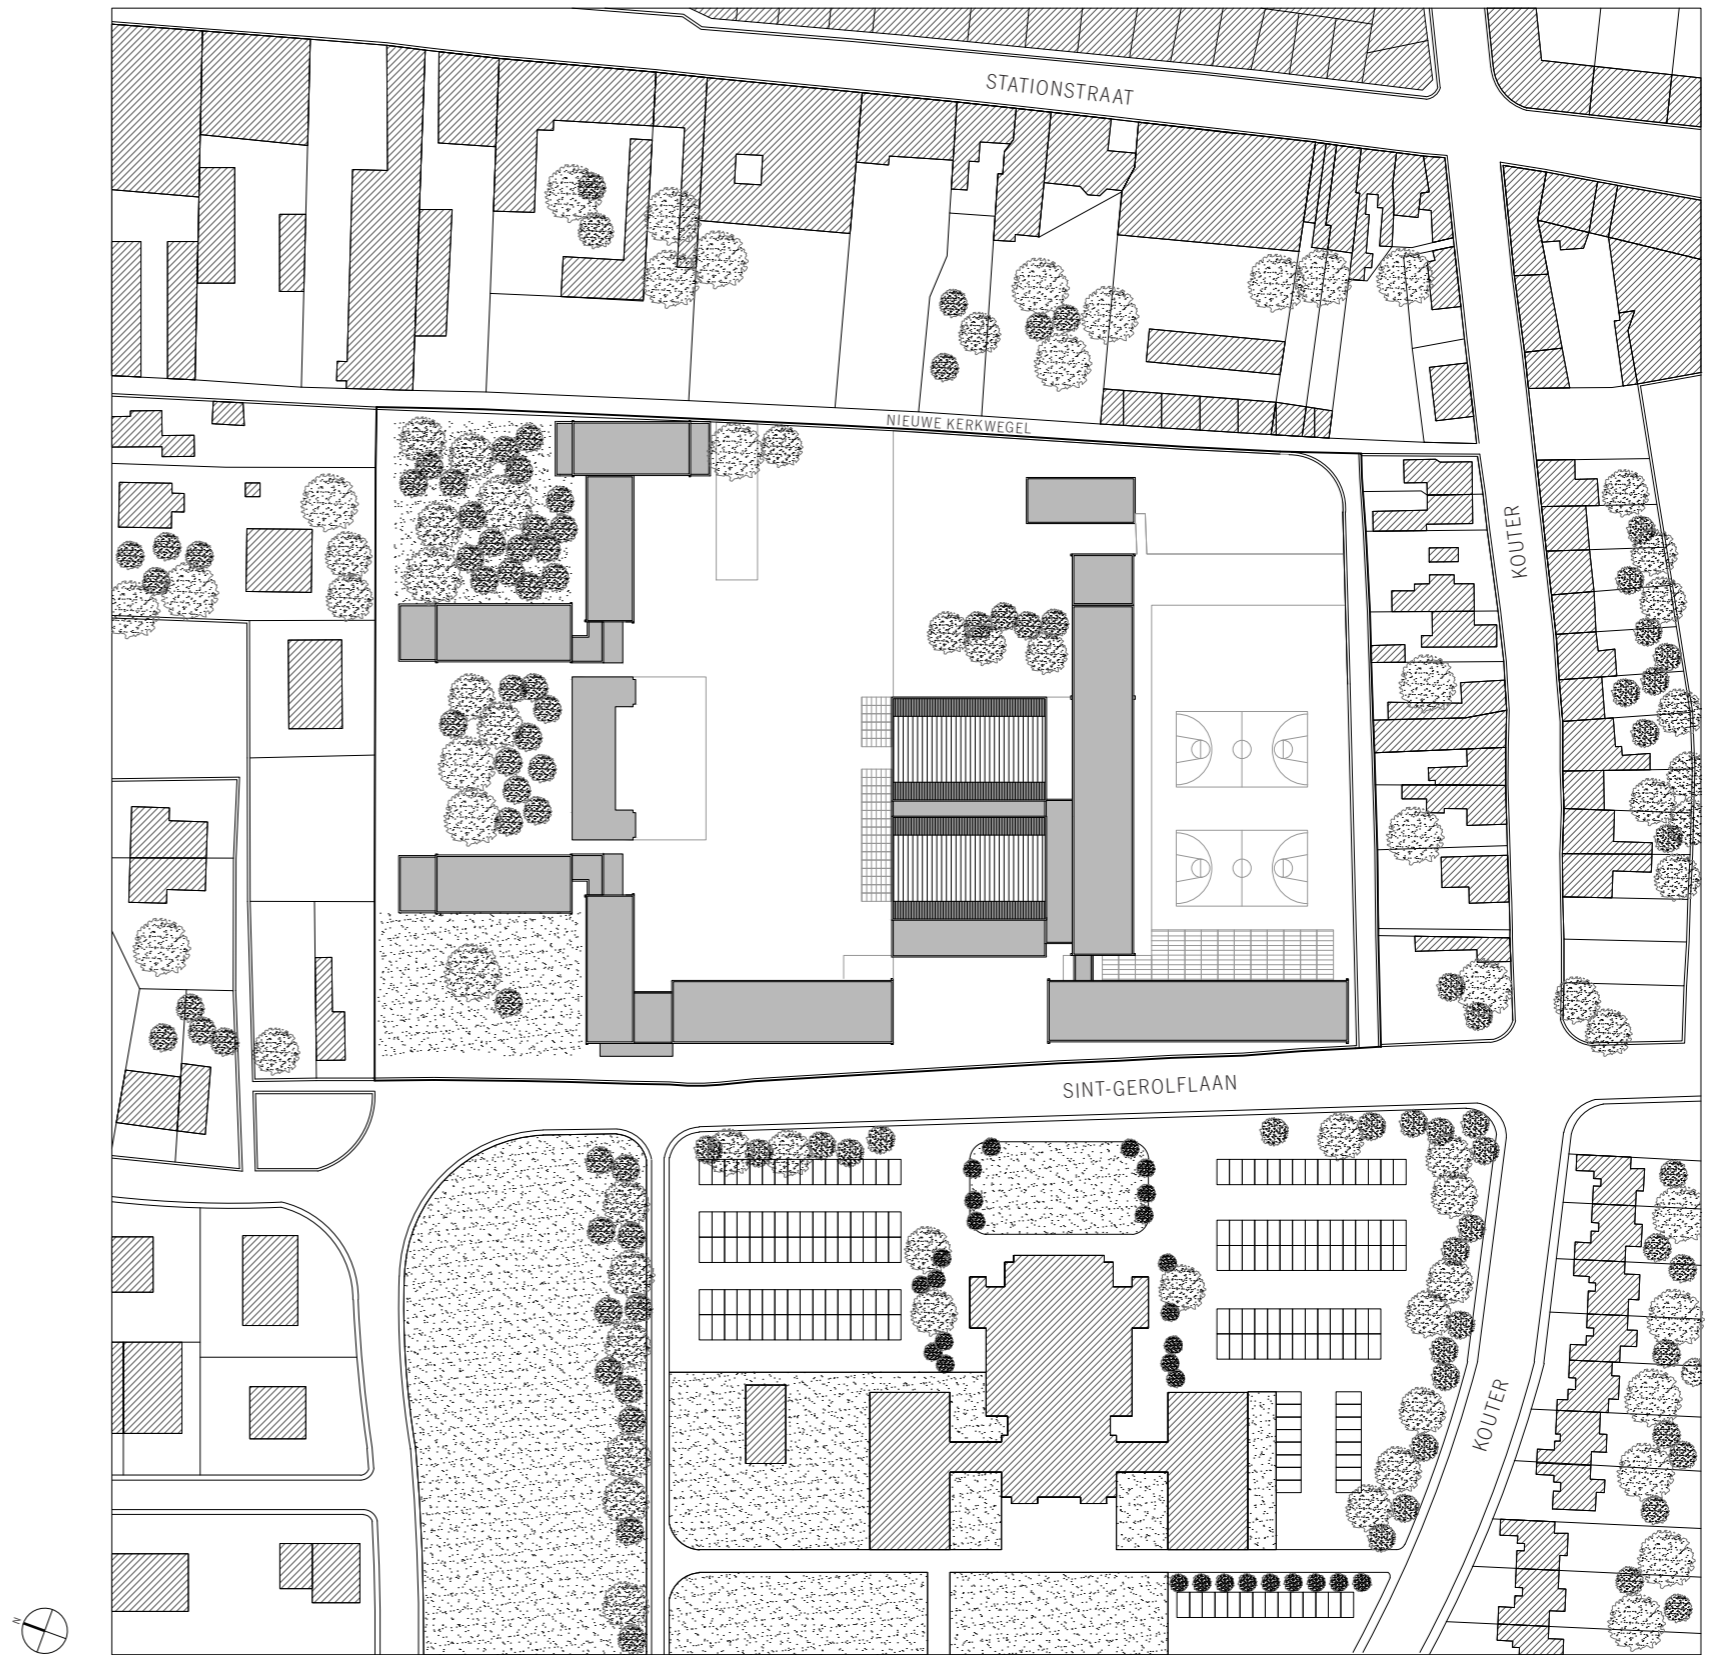 STATIONSTRAAT
NIEUWE KERKWEGEL
KOUTER
SINT-GEROLFLAAN
KOUTER
N